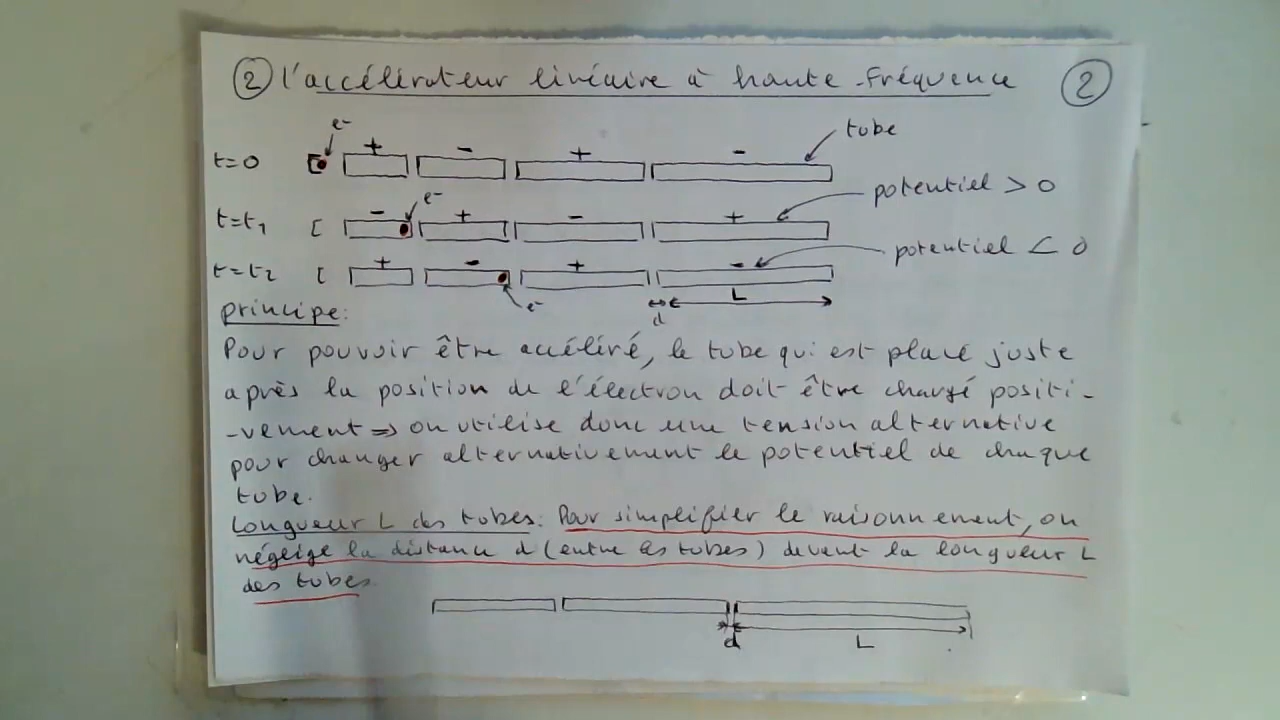 ② l'accélérateur linéaire à haute-fréquence ②
e-
tube
t=0 + - + -
potentiel > 0
e-
t=t1 - + - +
potentiel < 0
t=t2 + - + -
e-
d L
principe:
Pour pouvoir être accéléré, le tube qui est placé juste
après la position de l'électron doit être chargé positi-
-vement => on utilise donc une tension alternative
pour changer alternativement le potentiel de chaque
tube.
Longueur L des tubes: Pour simplifier le raisonnement, on
néglige la distance d (entre les tubes) devant la longueur L
des tubes.
d L